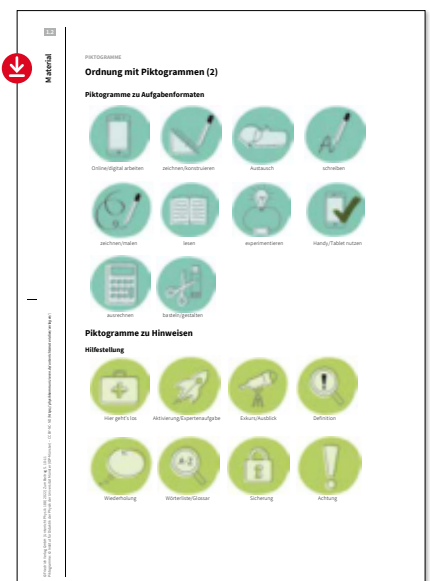 1.2
Material
PIKTOGRAMME
Ordnung mit Piktogrammen (2)
Piktogramme zu Aufgabenformaten
Online/digital arbeiten
zeichnen/konstruieren
Austausch
schreiben
zeichnen/malen
lesen
experimentieren
Handy/Tablet nutzen
ausrechnen
basteln/gestalten
Piktogramme zu Hinweisen
Hilfestellung
Hier geht's los
Aktivierung/Expertenaufgabe
Exkurs/Ausblick
Definition
A-Z
Wiederholung
Wörterliste/Glossar
Sicherung
Achtung